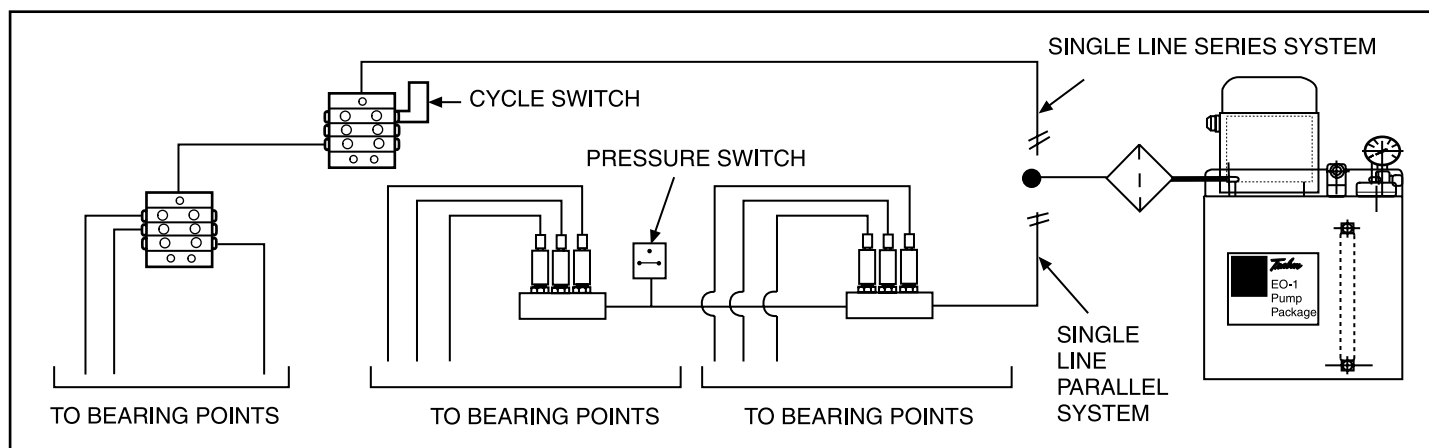 SINGLE LINE SERIES SYSTEM
CYCLE SWITCH
PRESSURE SWITCH
EO-1
Pump
Package
SINGLE
LINE
PARALLEL
SYSTEM
TO BEARING POINTS
TO BEARING POINTS
TO BEARING POINTS